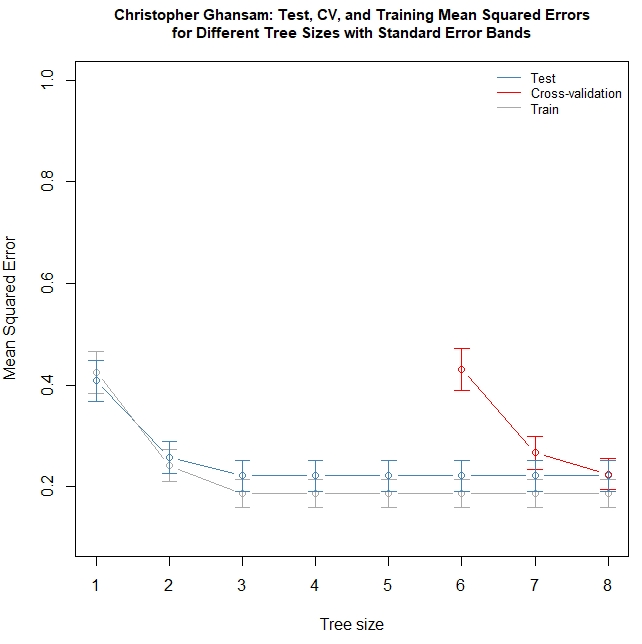 Christopher Ghansam: Test, CV, and Training Mean Squared Errors
for Different Tree Sizes with Standard Error Bands
Test
Cross-validation
Train
Mean Squared Error
1.0
0.8
0.6
0.4
0.2
1 2 3 4 5 6 7 8
Tree size